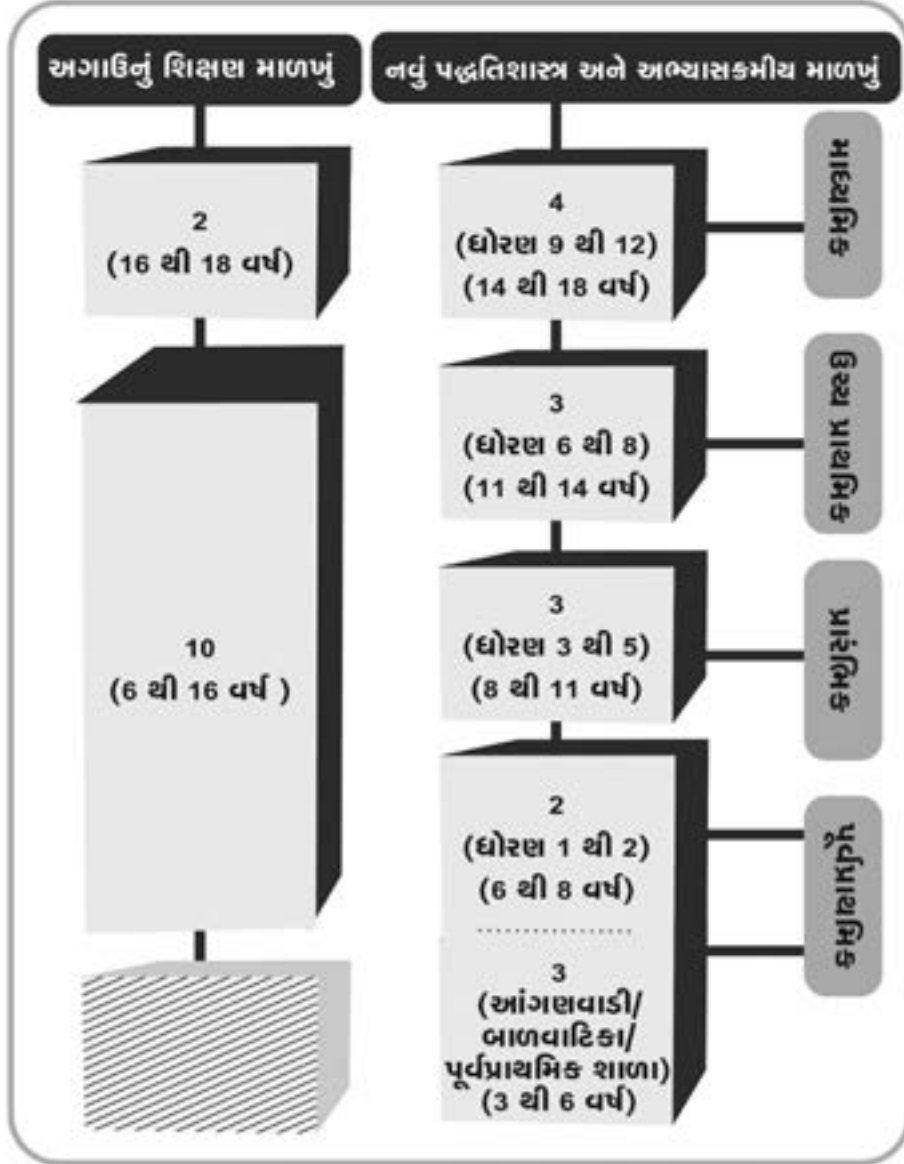 અગાઉનું શિક્ષણ માળખું
2
(16 થી 18 વર્ષ)
10
(6 થી 16 વર્ષ )
નવું પદ્ધતિશાસ્ત્ર અને અભ્યાસક્રમીય માળખું
4
(ધોરણ 9 થી 12)
(14 થી 18 વર્ષ)
માધ્યમિક
3
(ધોરણ 6 થી 8)
(11 થી 14 વર્ષ)
ઉચ્ચ પ્રાથમિક
3
(ધોરણ 3 થી 5)
(8 થી 11 વર્ષ)
પ્રાથમિક
2
(ધોરણ 1 થી 2)
(6 થી 8 વર્ષ)
3
(આંગણવાડી/
બાળવાટિકા/
પૂર્વપ્રાથમિક શાળા)
(3 થી 6 વર્ષ)
પૂર્વપ્રાથમિક